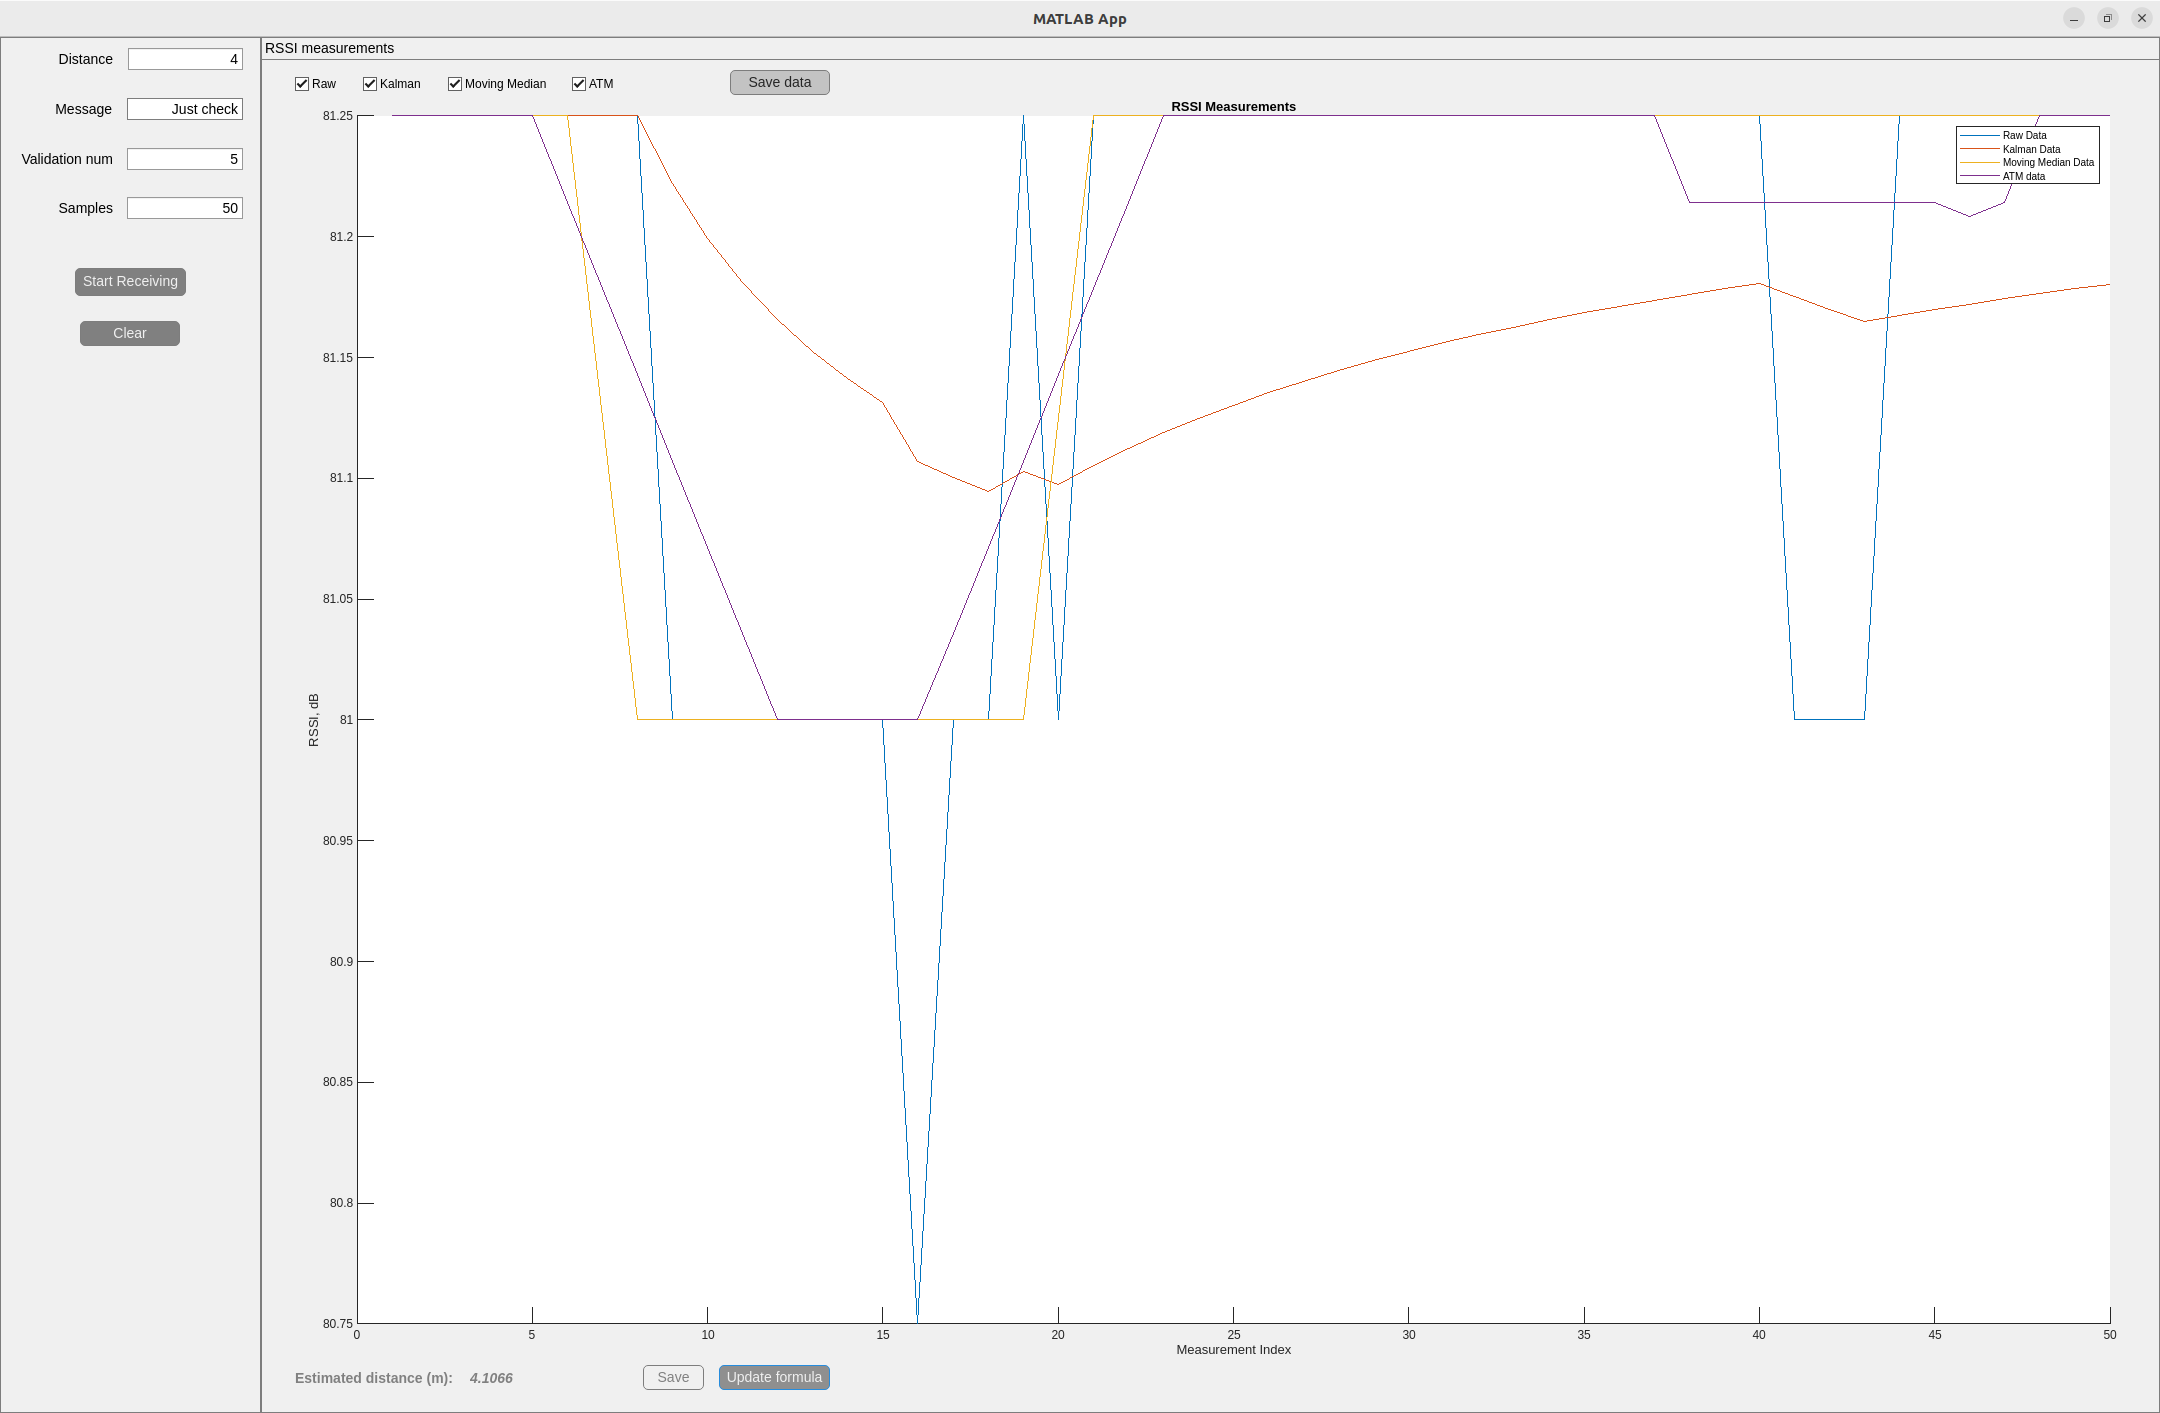 MATLAB App
Distance 4
Message Just check
Validation num 5
Samples 50
Start Receiving
Clear
RSSI measurements
Raw Kalman Moving Median ATM Save data
RSSI Measurements
Raw Data
Kalman Data
Moving Median Data
ATM data
81.25
81.2
81.15
81.1
81.05
81
80.95
80.9
80.85
80.8
80.75
RSSI, dB
0 5 10 15 20 25 30 35 40 45 50
Measurement Index
Estimated distance (m): 4.1066 Save Update formula